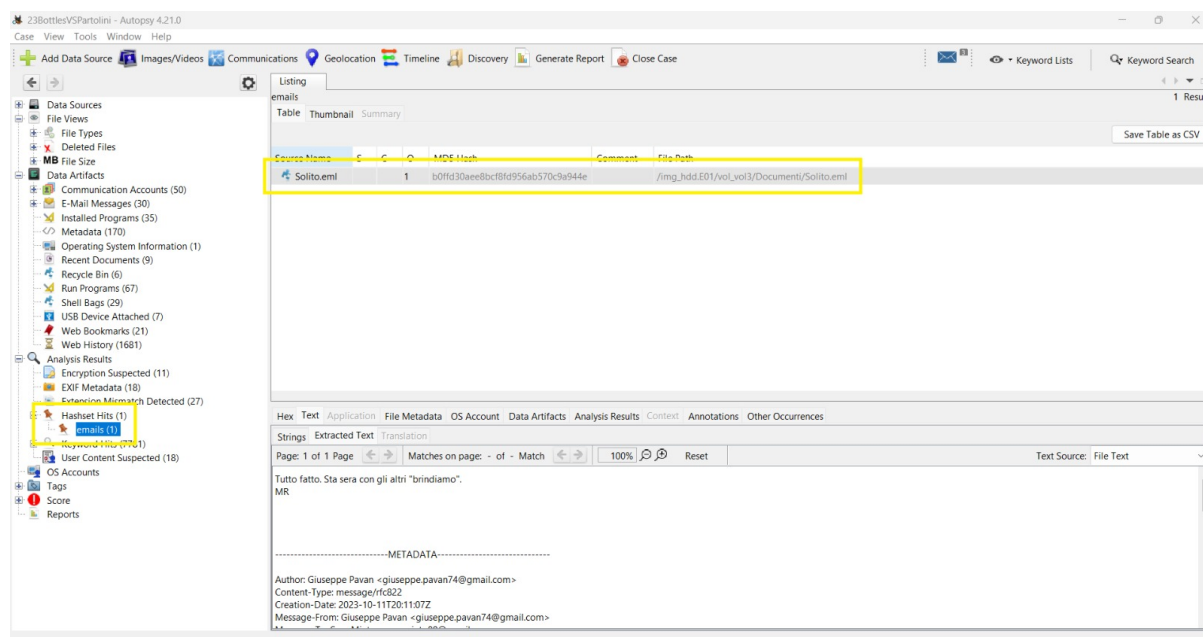 23BottlesVSPartolini - Autopsy 4.21.0
Case View Tools Window Help
Add Data Source Images/Videos Communications Geolocation Timeline Discovery Generate Report Close Case Keyword Lists Keyword Search
Listing
emails
1 Resu
Table Thumbnail Summary
Save Table as CSV
Source Name S C O MD5 Hash Comment File Path
Solito.eml 1 b0ffd30aee8bcf8fd956ab570c9a944e /img_hdd.E01/vol_vol3/Documenti/Solito.eml
Data Sources
File Views
File Types
Deleted Files
MB File Size
Data Artifacts
Communication Accounts (50)
E-Mail Messages (30)
Installed Programs (35)
Metadata (170)
Operating System Information (1)
Recent Documents (9)
Recycle Bin (6)
Run Programs (67)
Shell Bags (29)
USB Device Attached (7)
Web Bookmarks (21)
Web History (1681)
Analysis Results
Encryption Suspected (11)
EXIF Metadata (18)
Extension Mismatch Detected (27)
Hashset Hits (1)
emails (1)
Keyword Hits (7781)
User Content Suspected (18)
OS Accounts
Tags
Score
Reports
Hex Text Application File Metadata OS Account Data Artifacts Analysis Results Context Annotations Other Occurrences
Strings Extracted Text Translation
Page: 1 of 1 Page Matches on page: - of - Match 100% Reset Text Source: File Text
Tutto fatto. Sta sera con gli altri "brindiamo".
MR
------------------------------METADATA------------------------------
Author: Giuseppe Pavan <giuseppe.pavan74@gmail.com>
Content-Type: message/rfc822
Creation-Date: 2023-10-11T20:11:07Z
Message-From: Giuseppe Pavan <giuseppe.pavan74@gmail.com>